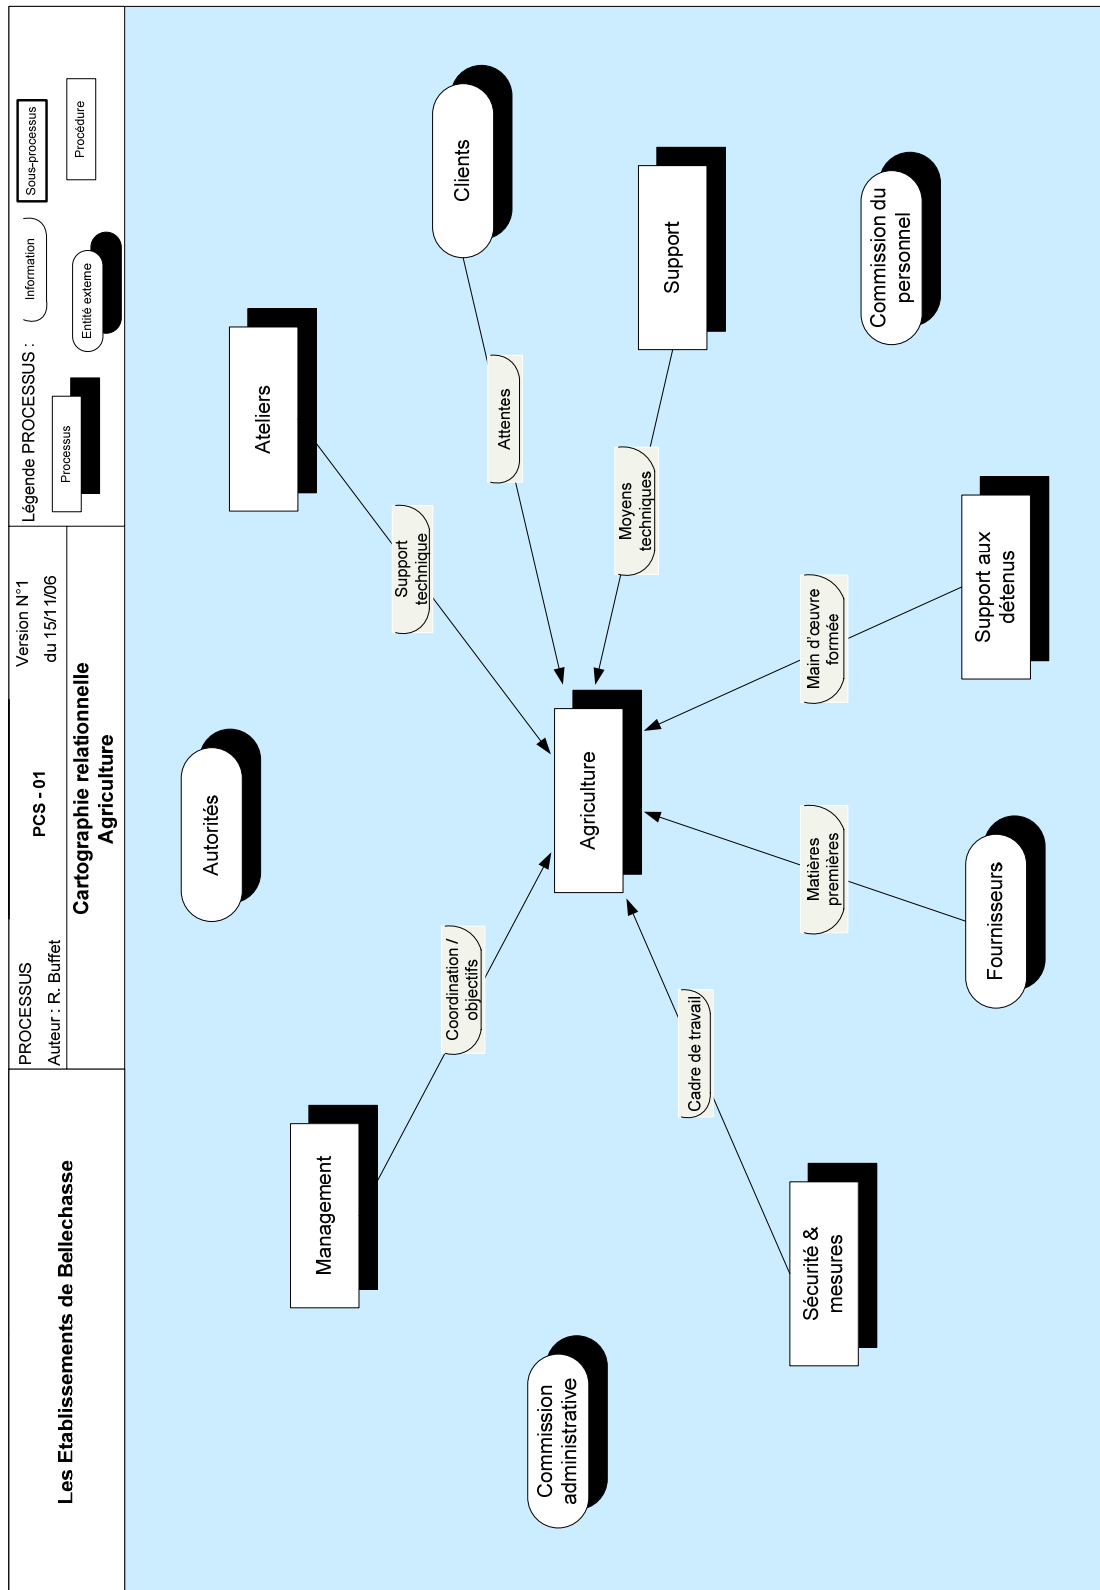 Les Etablissements de Bellechasse
PROCESSUS
PCS - 01
Version N°1
Auteur : R. Buffet
du 15/11/06
Cartographie relationnelle
Agriculture
Légende PROCESSUS :
Processus
Information
Entité externe
Sous-processus
Procédure
Autorités
Ateliers
Clients
Management
Support
technique
Attentes
Coordination /
objectifs
Commission
administrative
Agriculture
Moyens
techniques
Support
Cadre de travail
Matières
premières
Main d'œuvre
formée
Sécurité &
mesures
Fournisseurs
Support aux
détenus
Commission du
personnel